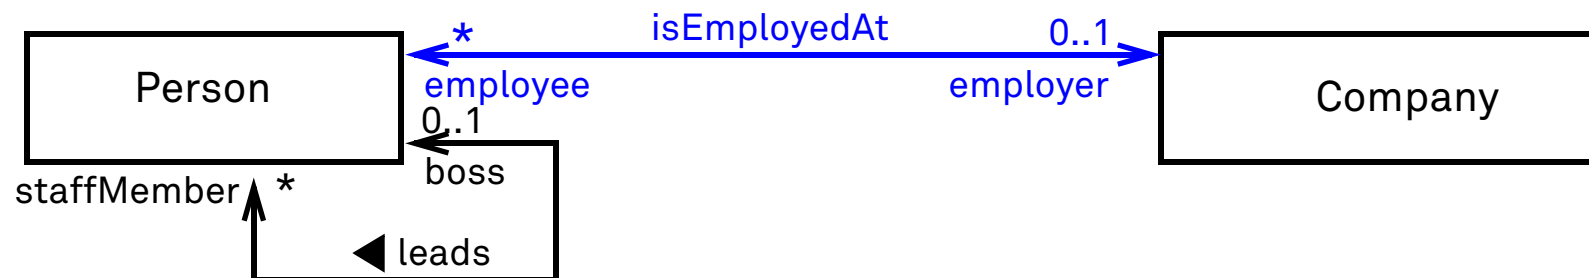 * isEmployedAt 0..1
Person
employee employer
Company
0..1
boss
staffMember *
leads